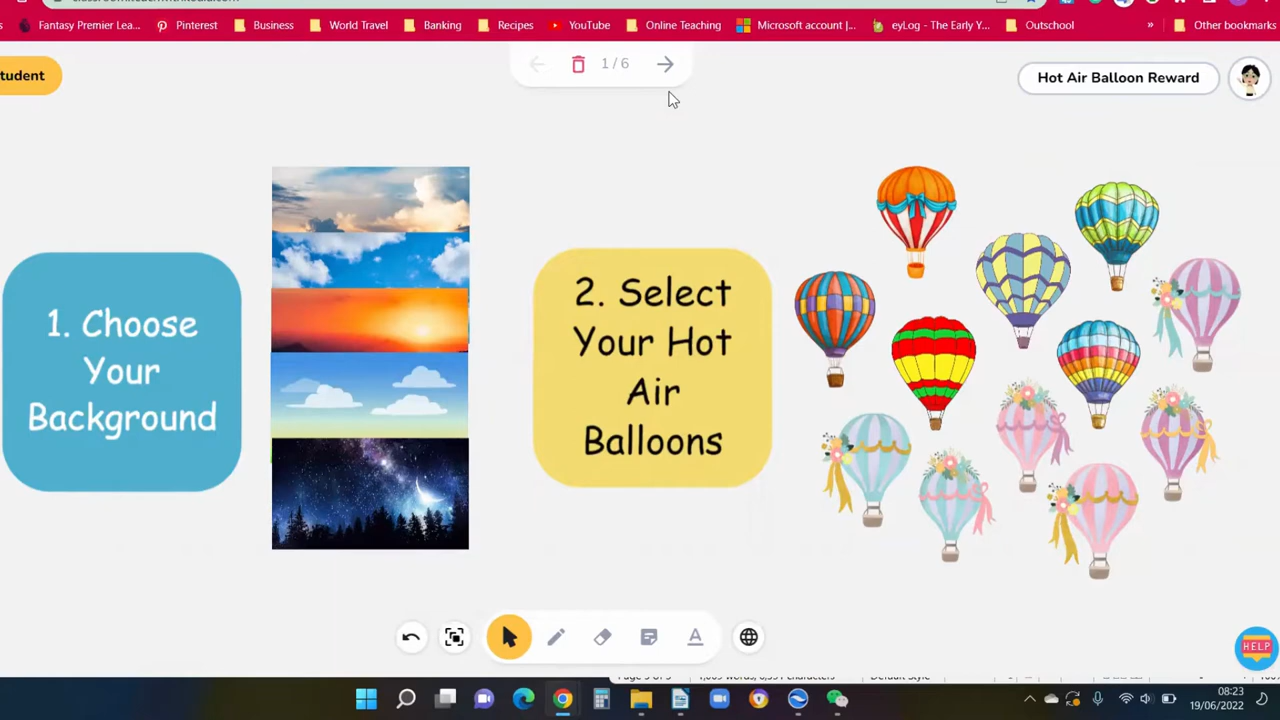 Fantasy Premier Lea...
Pinterest
Business
World Travel
Banking
Recipes
YouTube
Online Teaching
Microsoft account |...
eyLog - The Early Y...
Outschool
»
Other bookmarks
tudent
1 / 6
Hot Air Balloon Reward
1. Choose
Your
Background
2. Select
Your Hot
Air
Balloons
A
HELP
08:23
19/06/2022